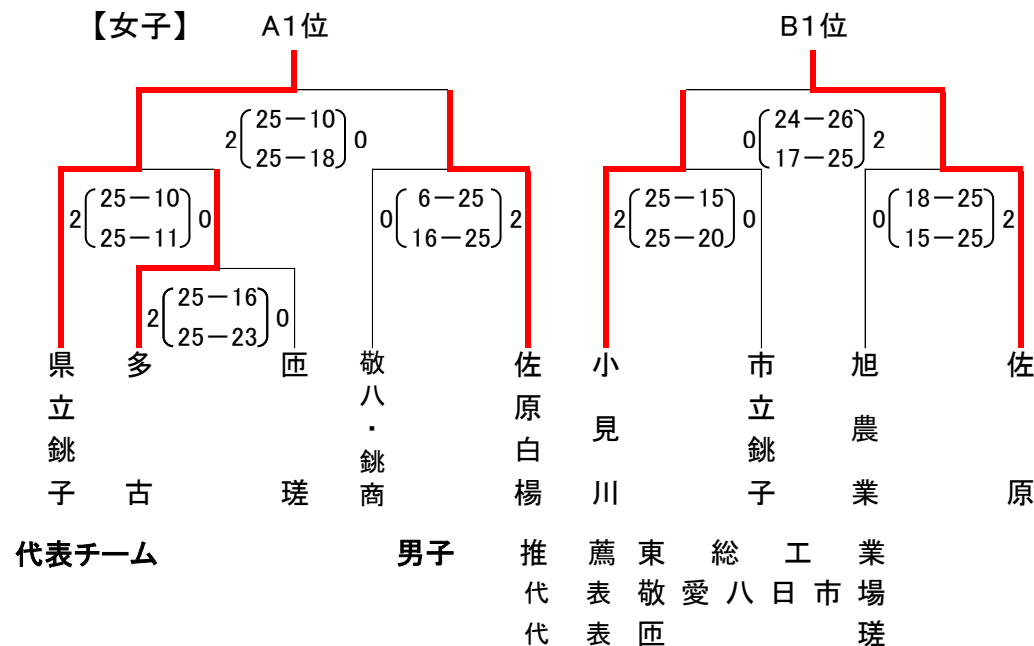 【女子】 A1位 B1位
25－10 24－26
2 0 0 2
25－18 17－25
25－10 6－25 25－15 18－25
2 0 0 2 2 0 0 2
25－11 16－25 25－20 15－25
25－16
2 0
25－23
県立銚子
多古
匝瑳
敬八・銚商
佐原白楊
小見川
市立銚子
旭農業
佐原
代表チーム 男子 推薦 東総工業
代表 敬愛八日市場
代表 匝瑳